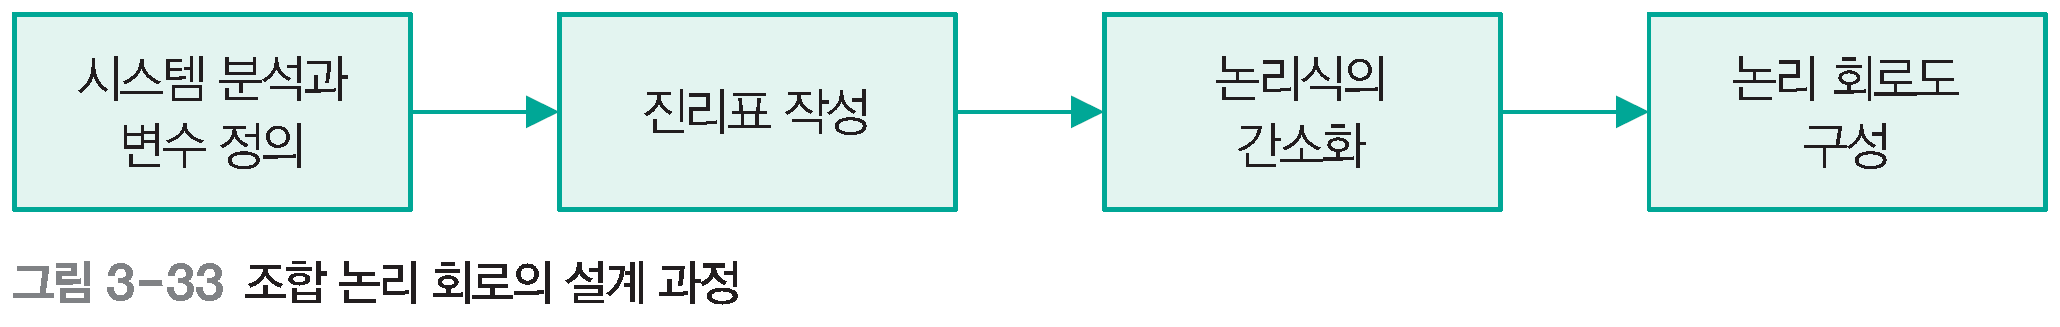 시스템 분석과
변수 정의
진리표 작성
논리식의
간소화
논리 회로도
구성
그림 3-33 조합 논리 회로의 설계 과정